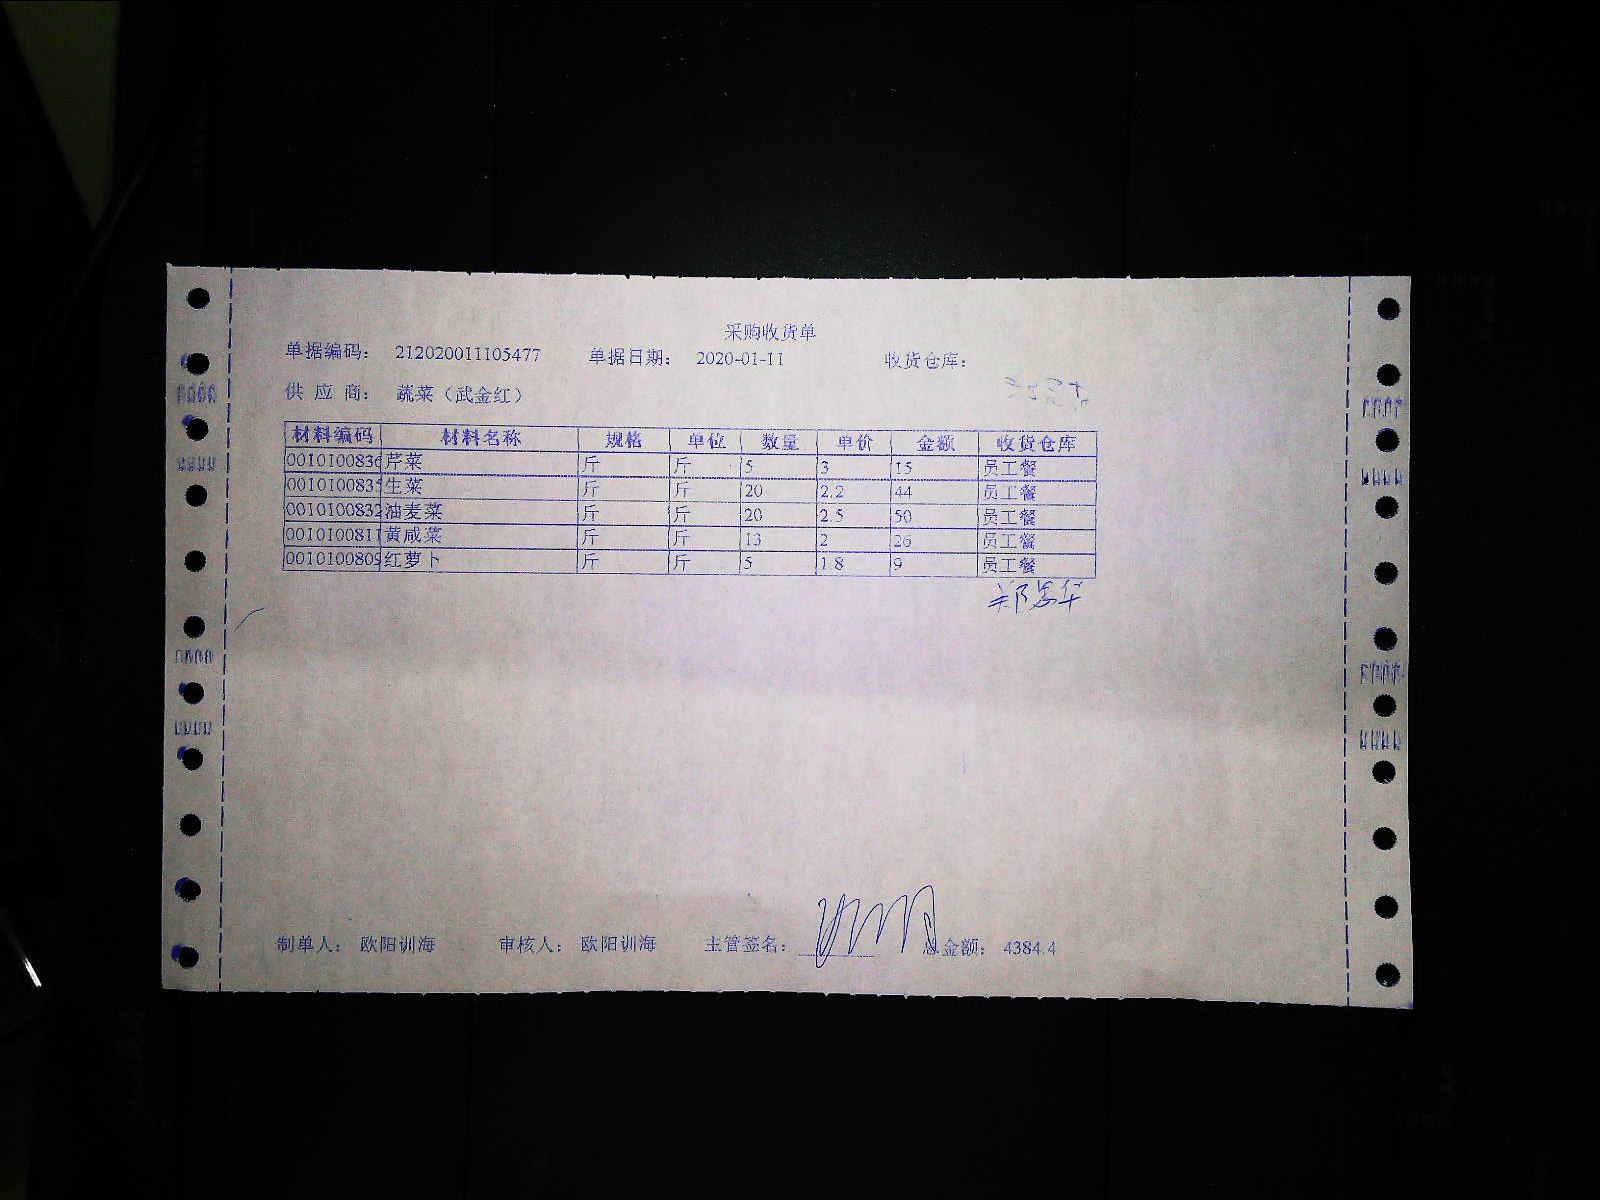 采购收货单
单据编码： 212020011105477 单据日期： 2020-01-11 收货仓库：
供 应 商： 蔬菜（武金红）
材料编码 材料名称 规格 单位 数量 单价 金额 收货仓库
0010100836 芹菜 斤 斤 5 3 15 员工餐
001010083 生菜 斤 斤 20 2.2 44 员工餐
0010100832 油麦菜 斤 斤 20 2.5 50 员工餐
0010100811 黄咸菜 斤 斤 13 2 26 员工餐
0010100809 红萝卜 斤 斤 5 1.8 9 员工餐
制单人： 欧阳训海 审核人： 欧阳训海 主管签名： 总金额： 4384.4